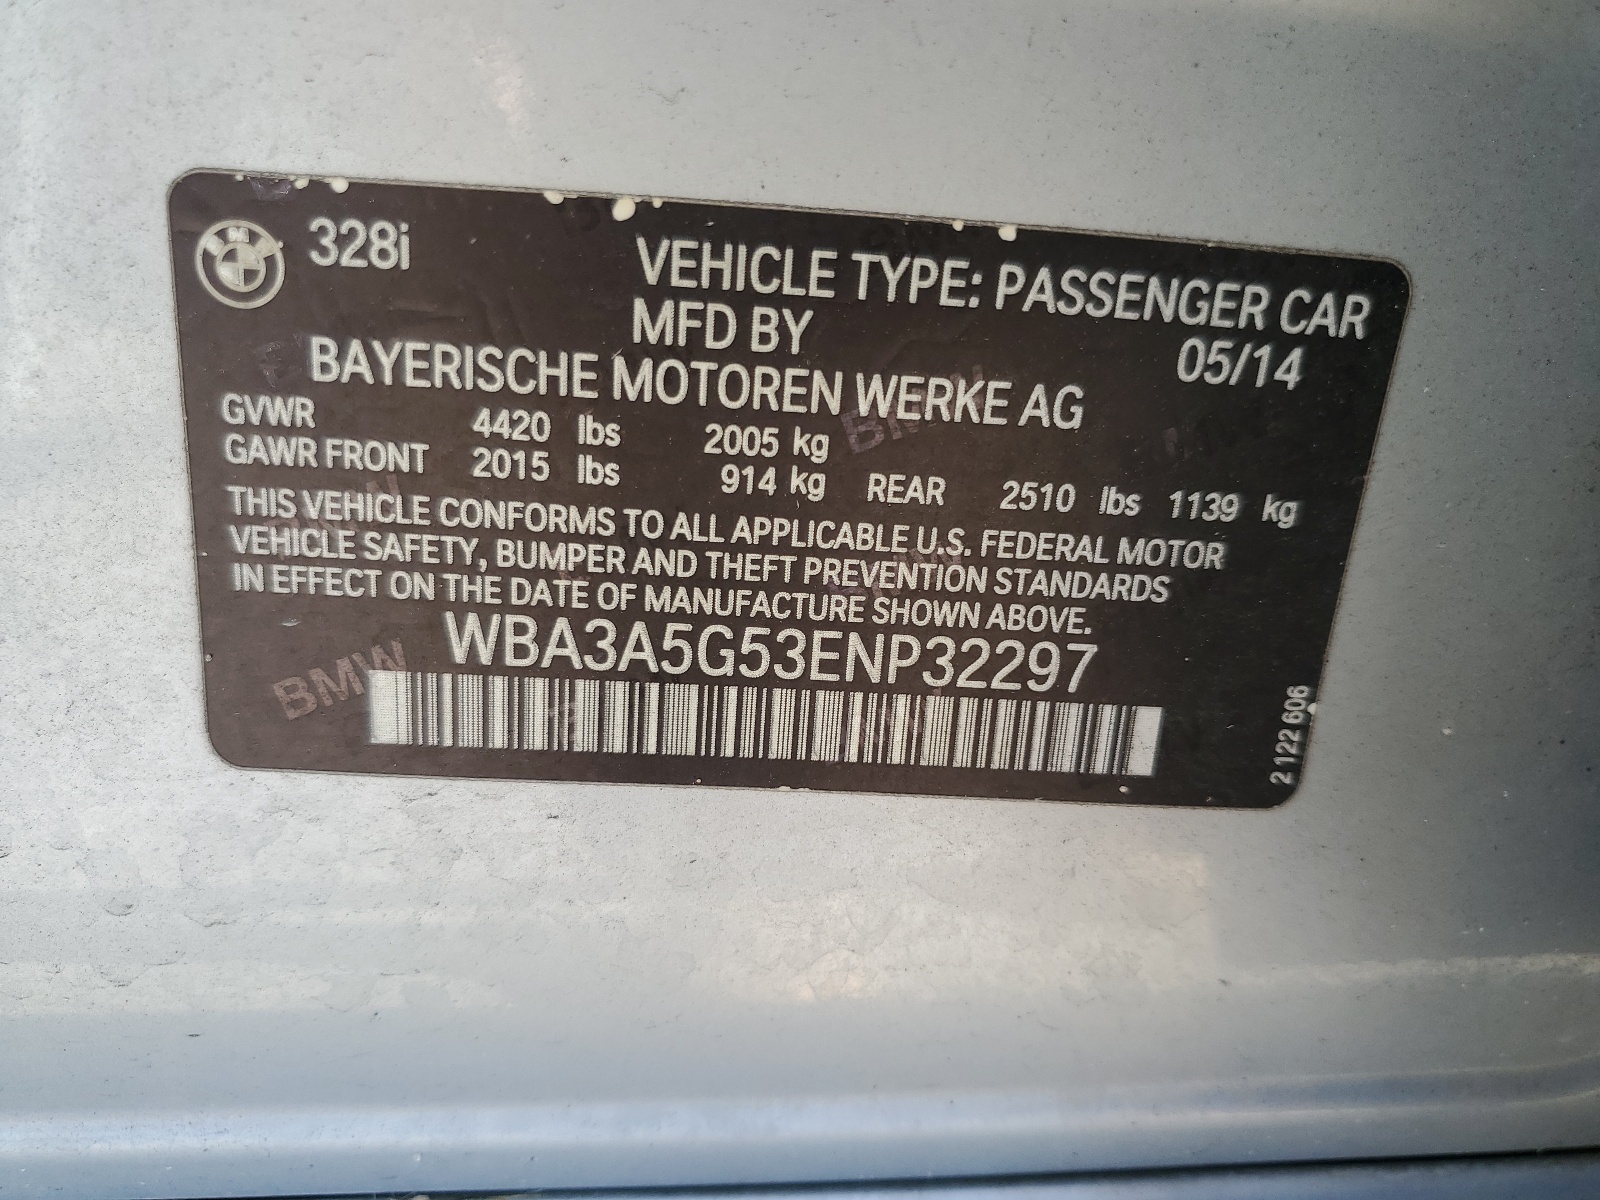 BMW 328i
VEHICLE TYPE: PASSENGER CAR
MFD BY 05/14
BAYERISCHE MOTOREN WERKE AG
GVWR 4420 lbs 2005 kg
GAWR FRONT 2015 lbs 914 kg REAR 2510 lbs 1139 kg
THIS VEHICLE CONFORMS TO ALL APPLICABLE U.S. FEDERAL MOTOR
VEHICLE SAFETY, BUMPER AND THEFT PREVENTION STANDARDS
IN EFFECT ON THE DATE OF MANUFACTURE SHOWN ABOVE.
WBA3A5G53ENP32297
BMW
2 122 606